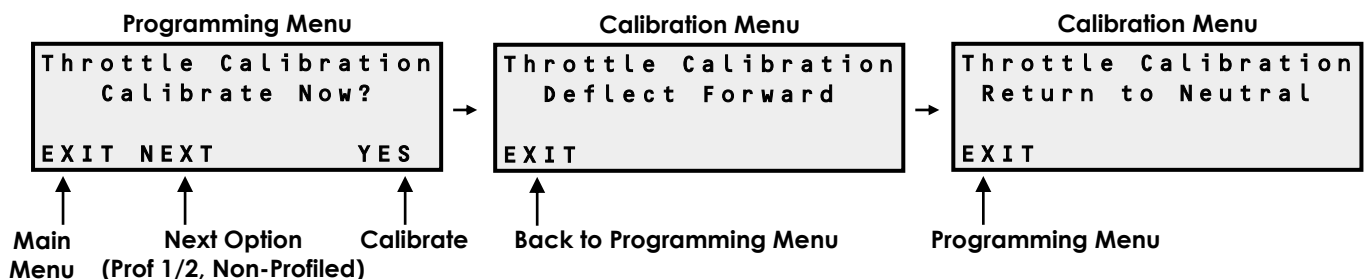 Programming Menu
Throttle Calibration
Calibrate Now?
EXIT NEXT YES
Main Menu
Next Option
(Prof 1/2, Non-Profiled)
Calibrate
Calibration Menu
Throttle Calibration
Deflect Forward
EXIT
Back to Programming Menu
Calibration Menu
Throttle Calibration
Return to Neutral
EXIT
Programming Menu